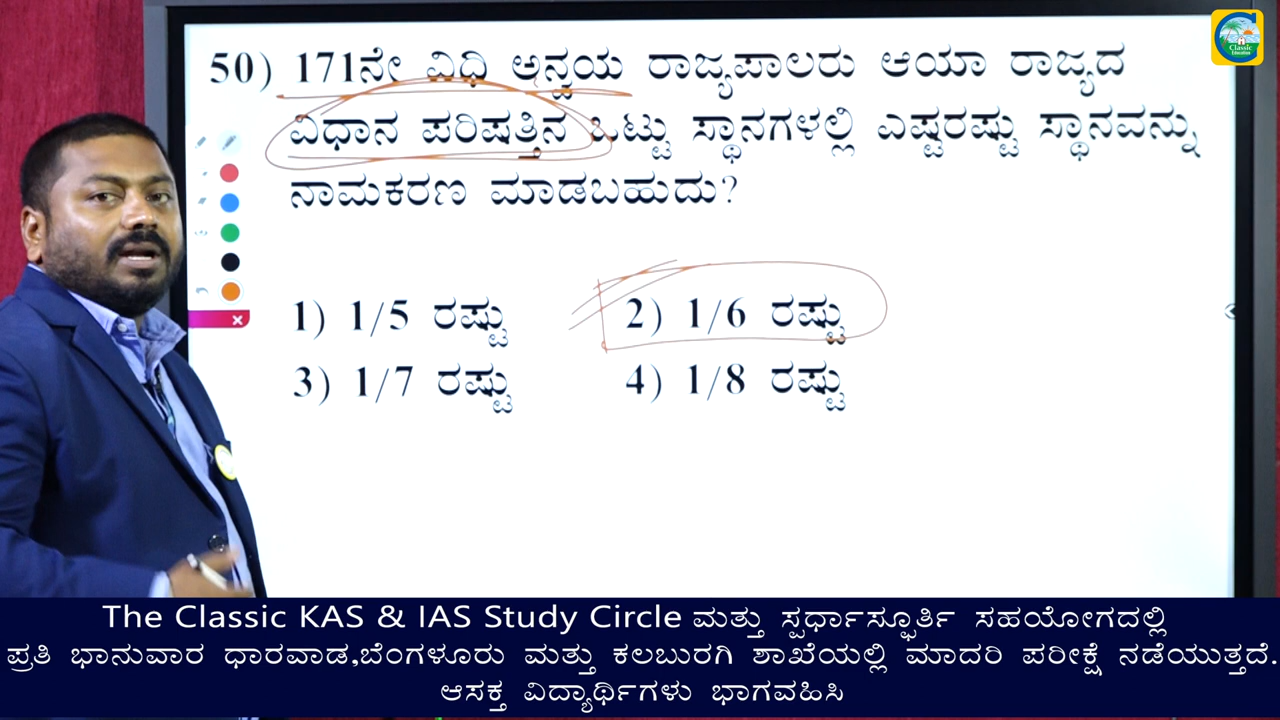 Classic
Education
50) 171ನೇ ವಿಧಿ ಅನ್ವಯ ರಾಜ್ಯಪಾಲರು ಆಯಾ ರಾಜ್ಯದ
ವಿಧಾನ ಪರಿಷತ್ತಿನ ಒಟ್ಟು ಸ್ಥಾನಗಳಲ್ಲಿ ಎಷ್ಟರಷ್ಟು ಸ್ಥಾನವನ್ನು
ನಾಮಕರಣ ಮಾಡಬಹುದು?
1) 1/5 ರಷ್ಟು 2) 1/6 ರಷ್ಟು
3) 1/7 ರಷ್ಟು 4) 1/8 ರಷ್ಟು
The Classic KAS & IAS Study Circle ಮತ್ತು ಸ್ಪರ್ಧಾಸ್ಫೂರ್ತಿ ಸಹಯೋಗದಲ್ಲಿ
ಪ್ರತಿ ಭಾನುವಾರ ಧಾರವಾಡ,ಬೆಂಗಳೂರು ಮತ್ತು ಕಲಬುರಗಿ ಶಾಖೆಯಲ್ಲಿ ಮಾದರಿ ಪರೀಕ್ಷೆ ನಡೆಯುತ್ತದೆ.
ಆಸಕ್ತ ವಿದ್ಯಾರ್ಥಿಗಳು ಭಾಗವಹಿಸಿ